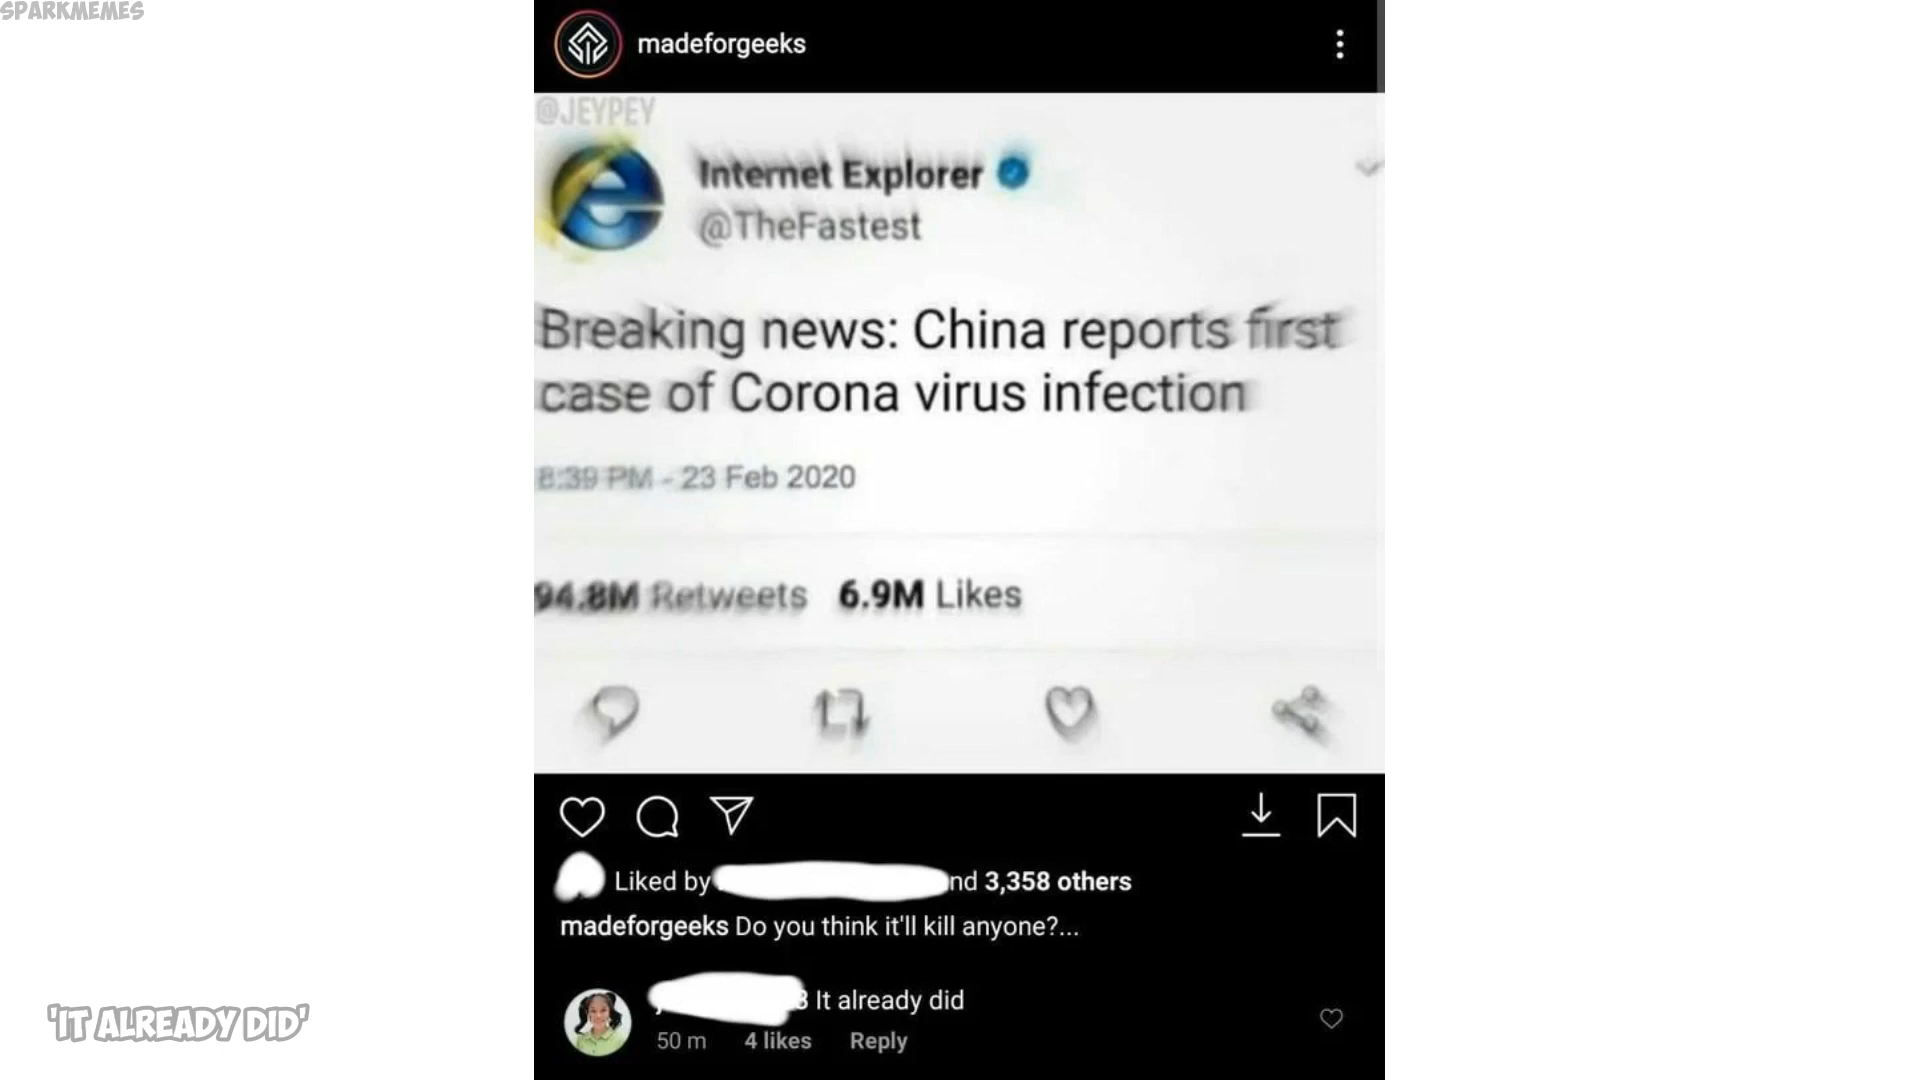 SPARKMEMES
madeforgeeks
@JEYPEY
Internet Explorer
@TheFastest
Breaking news: China reports first
case of Corona virus infection
8:39 PM - 23 Feb 2020
94.8M Retweets 6.9M Likes
Liked by nd 3,358 others
madeforgeeks Do you think it'll kill anyone?...
3 It already did
50 m 4 likes Reply
'IT ALREADY DID'